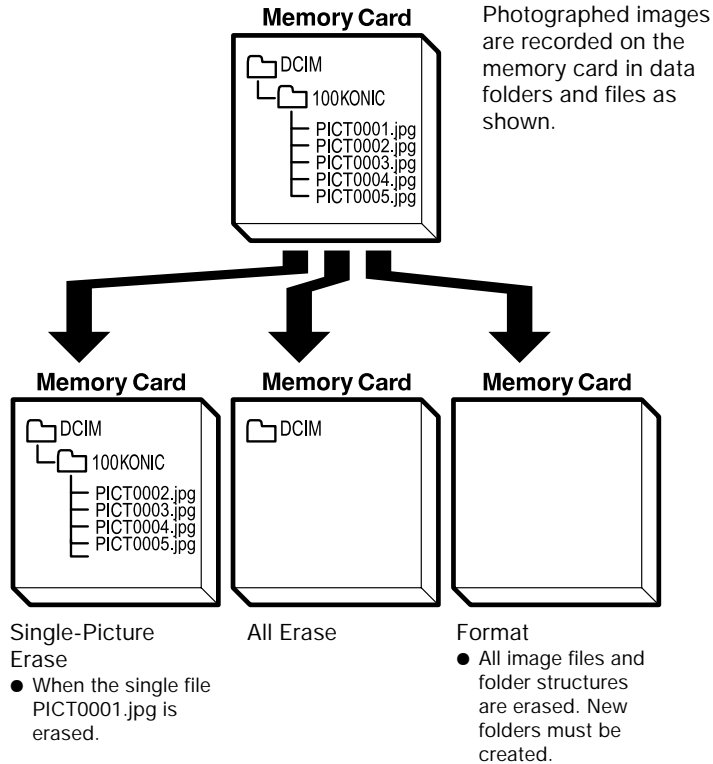 Memory Card
DCIM
100KONIC
PICT0001.jpg
PICT0002.jpg
PICT0003.jpg
PICT0004.jpg
PICT0005.jpg
Photographed images
are recorded on the
memory card in data
folders and files as
shown.
Memory Card
DCIM
100KONIC
PICT0002.jpg
PICT0003.jpg
PICT0004.jpg
PICT0005.jpg
Single-Picture
Erase
● When the single file
PICT0001.jpg is
erased.
Memory Card
DCIM
All Erase
Memory Card
Format
● All image files and
folder structures
are erased. New
folders must be
created.